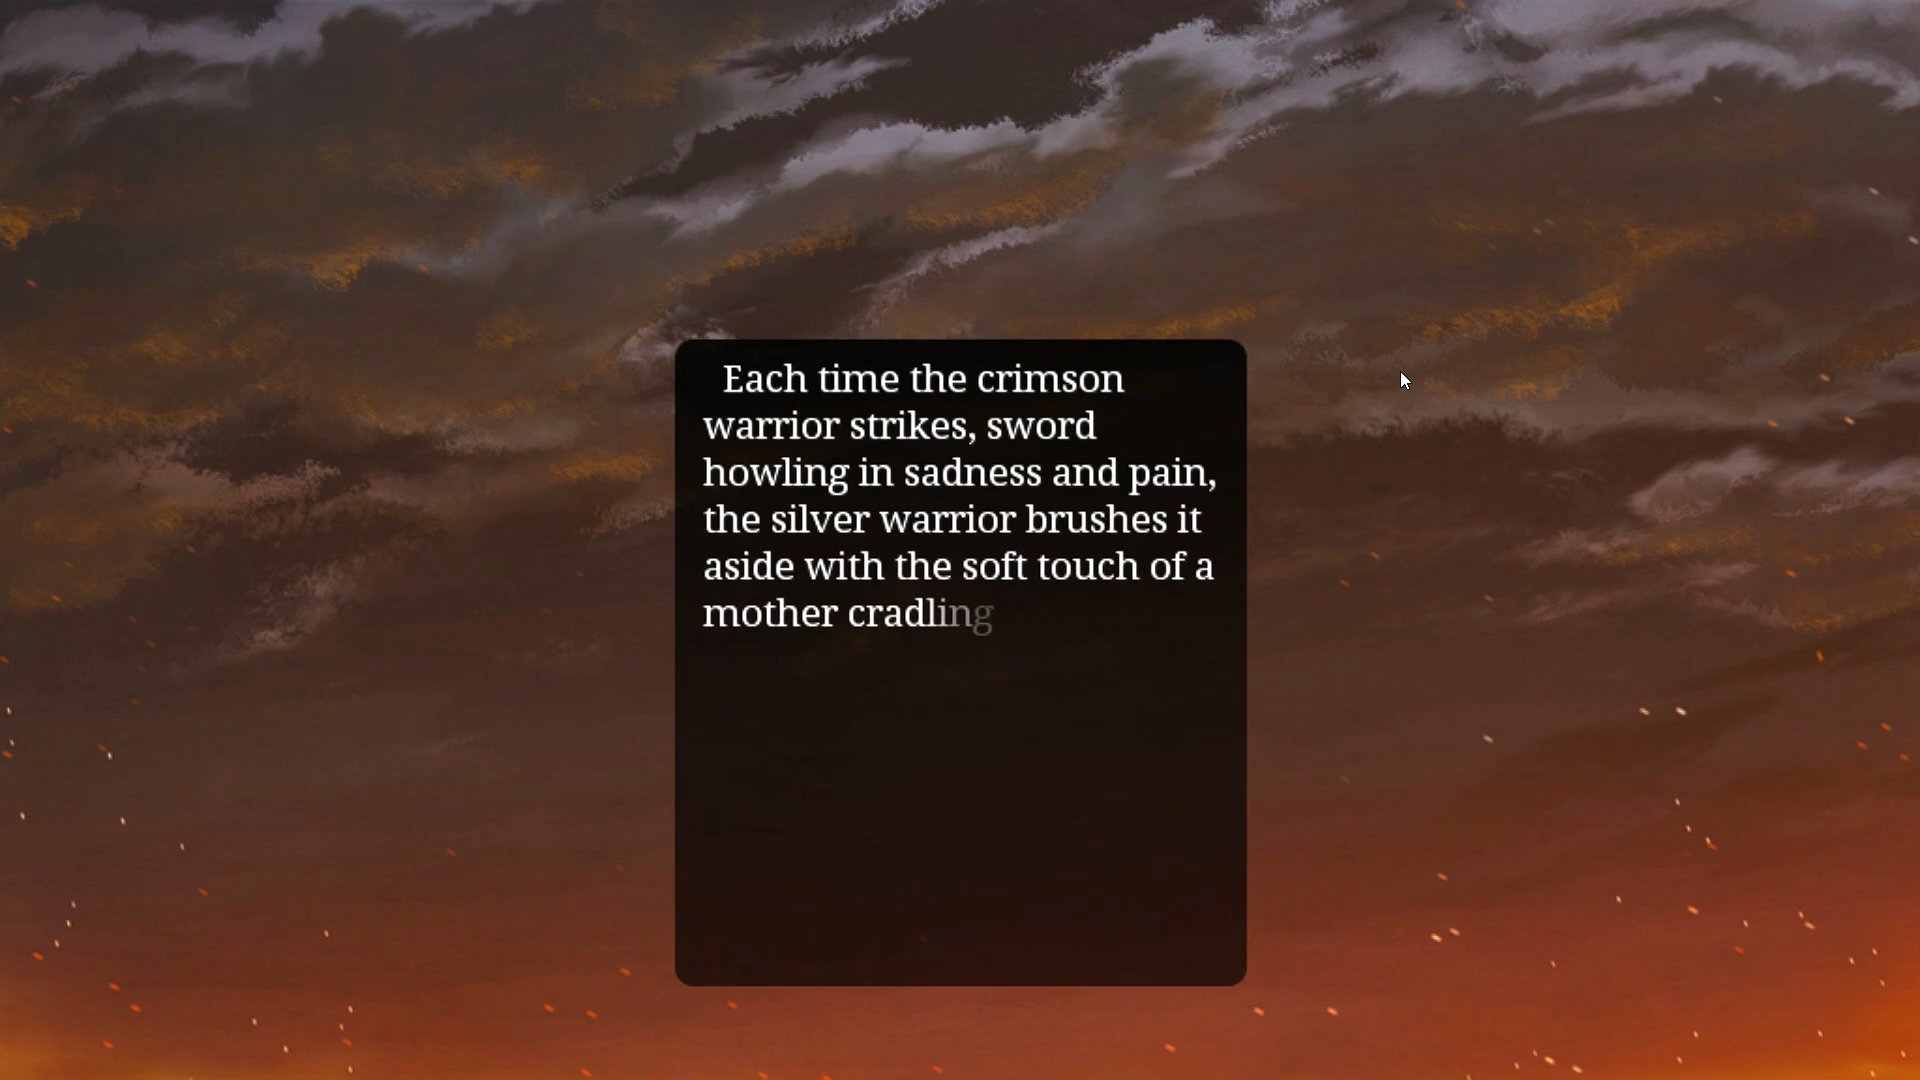 Each time the crimson
warrior strikes, sword
howling in sadness and pain,
the silver warrior brushes it
aside with the soft touch of a
mother cradling